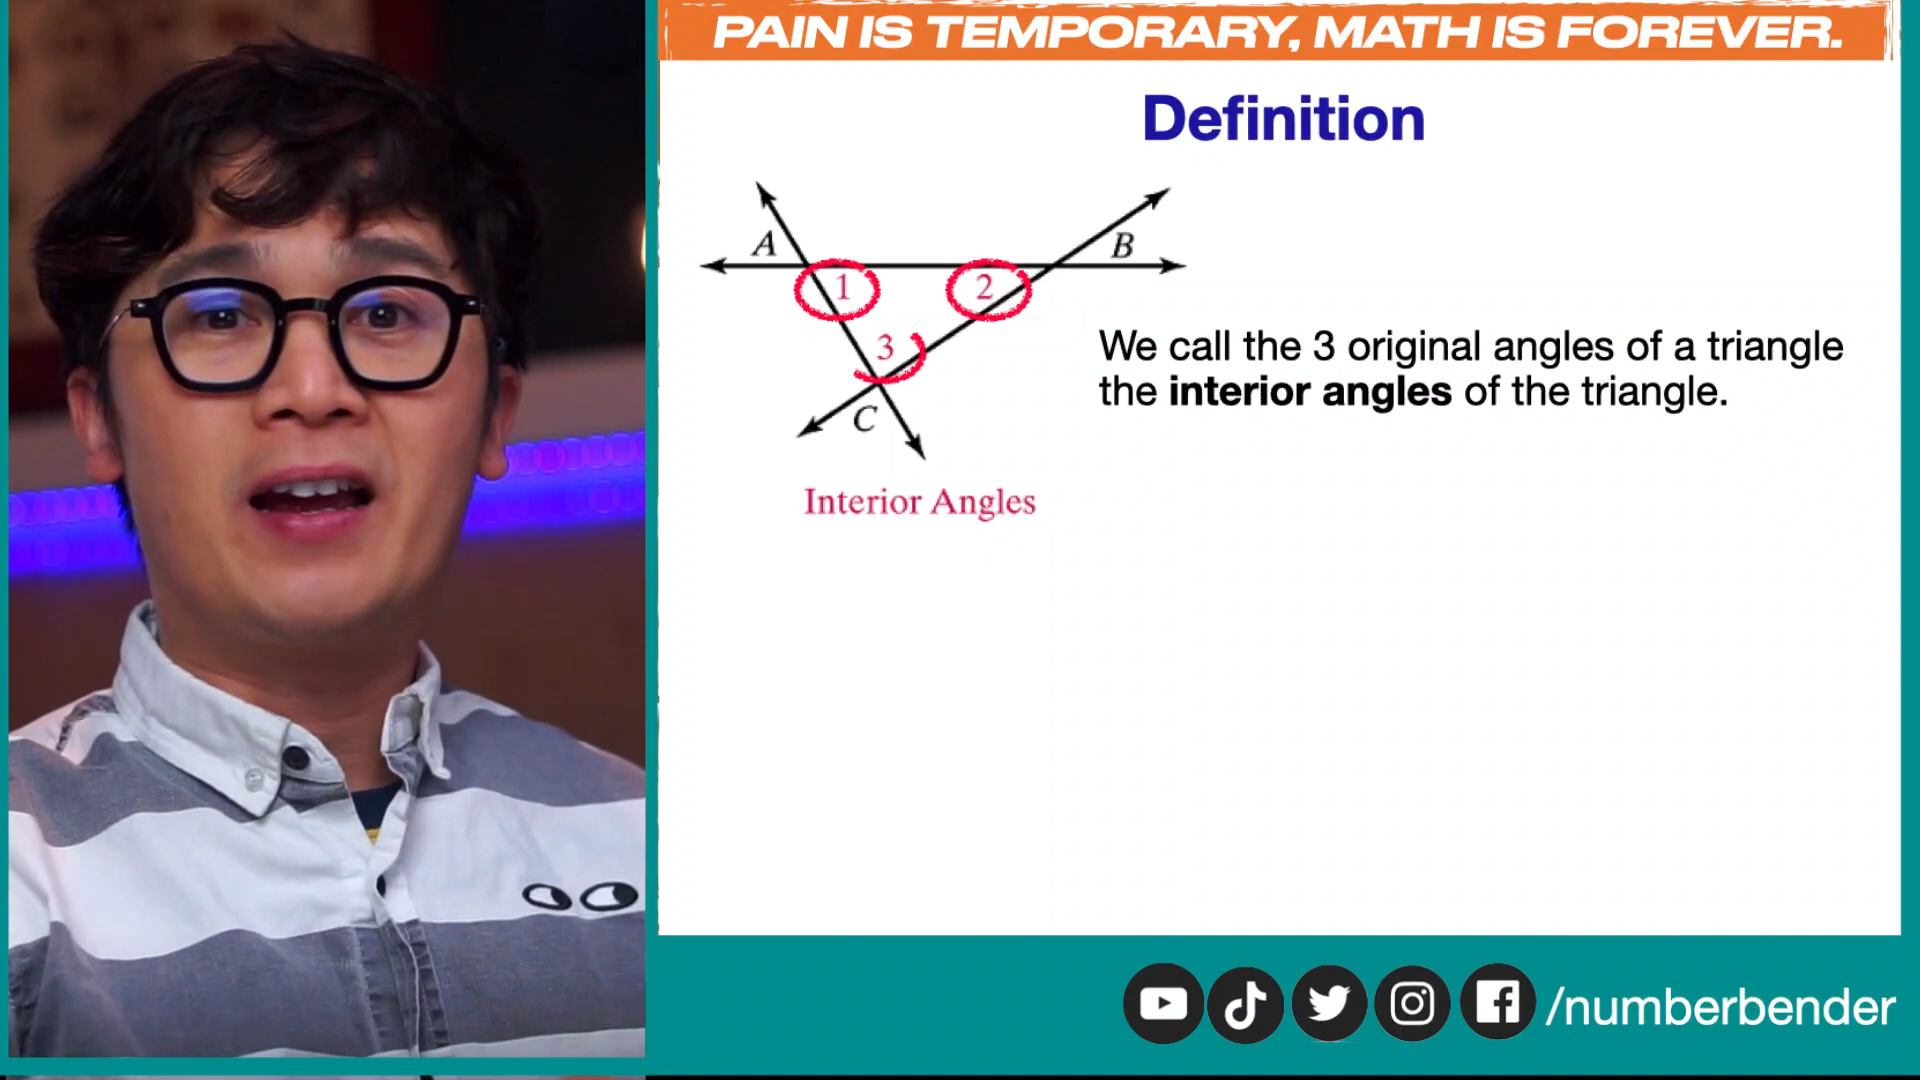 PAIN IS TEMPORARY, MATH IS FOREVER.
Definition
A
B
1
2
3
C
We call the 3 original angles of a triangle
the interior angles of the triangle.
Interior Angles
/numberbender